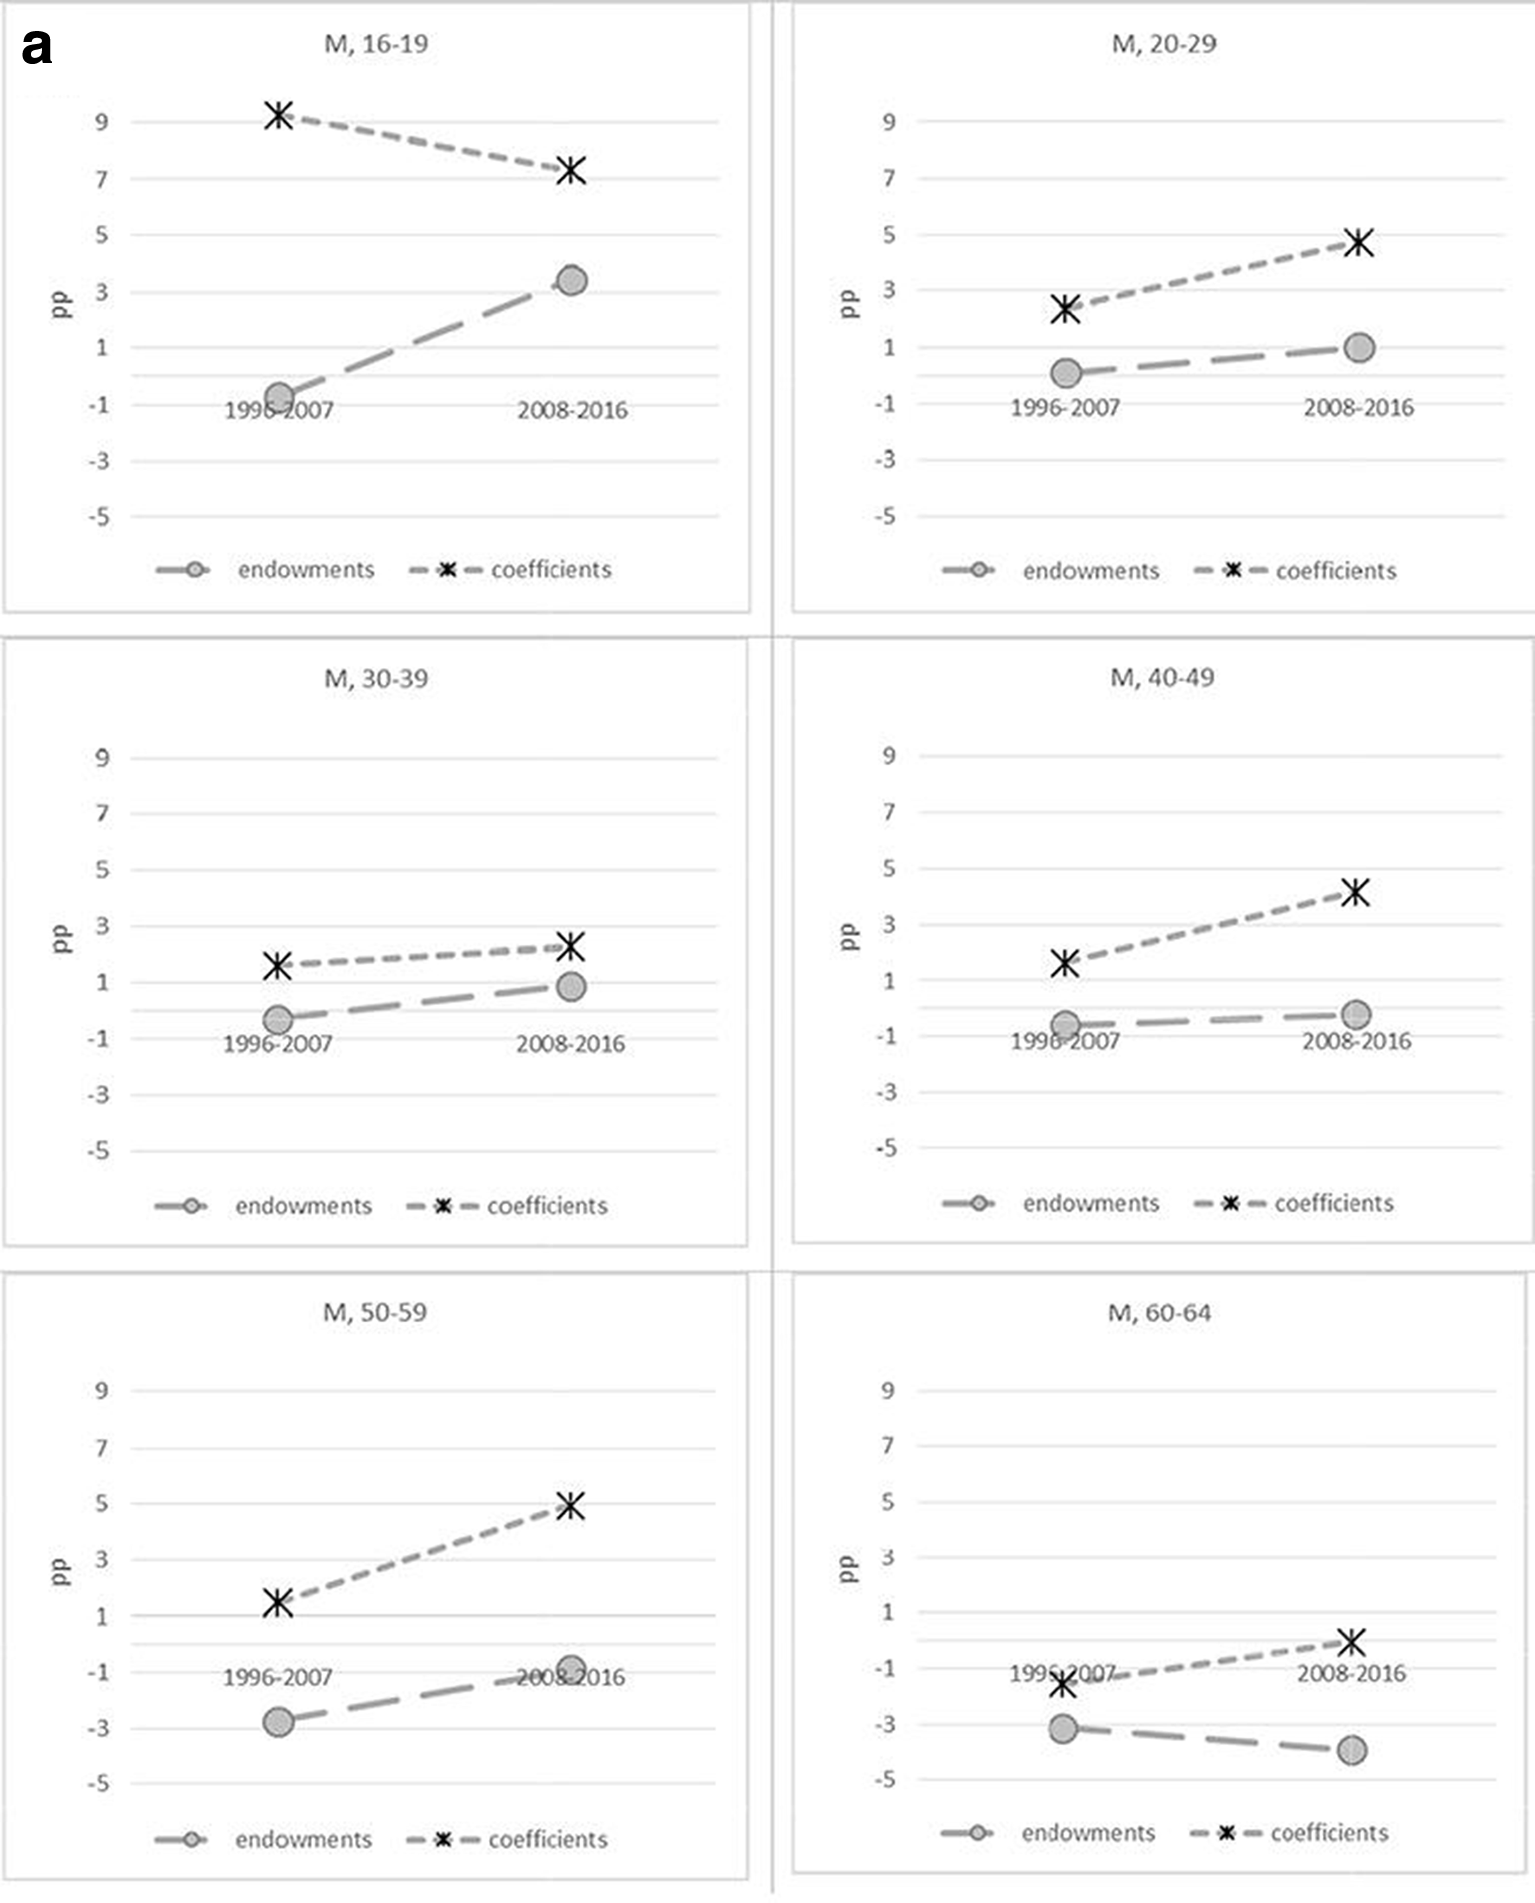 a
M, 16-19
9
7
5
3
1
-1
-3
-5
pp
1996-2007 2008-2016
endowments coefficients
M, 20-29
9
7
5
3
1
-1
-3
-5
pp
1996-2007 2008-2016
endowments coefficients
M, 30-39
9
7
5
3
1
-1
-3
-5
pp
1996-2007 2008-2016
endowments coefficients
M, 40-49
9
7
5
3
1
-1
-3
-5
pp
1996-2007 2008-2016
endowments coefficients
M, 50-59
9
7
5
3
1
-1
-3
-5
pp
1996-2007 2008-2016
endowments coefficients
M, 60-64
9
7
5
3
1
-1
-3
-5
pp
1996-2007 2008-2016
endowments coefficients